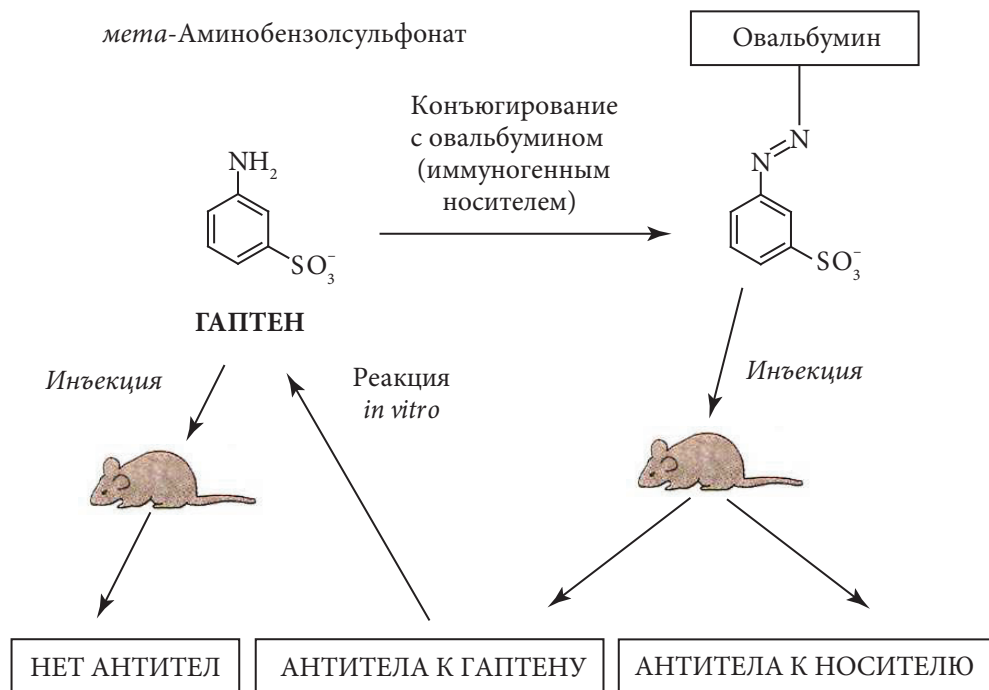 мета-Аминобензолсульфонат
Овальбумин
Конъюгирование
с овальбумином
(иммуногенным
носителем)
NH₂
SO₃⁻
N=N
SO₃⁻
ГАПТЕН
Инъекция
Реакция
in vitro
Инъекция
НЕТ АНТИТЕЛ
АНТИТЕЛА К ГАПТЕНУ
АНТИТЕЛА К НОСИТЕЛЮ